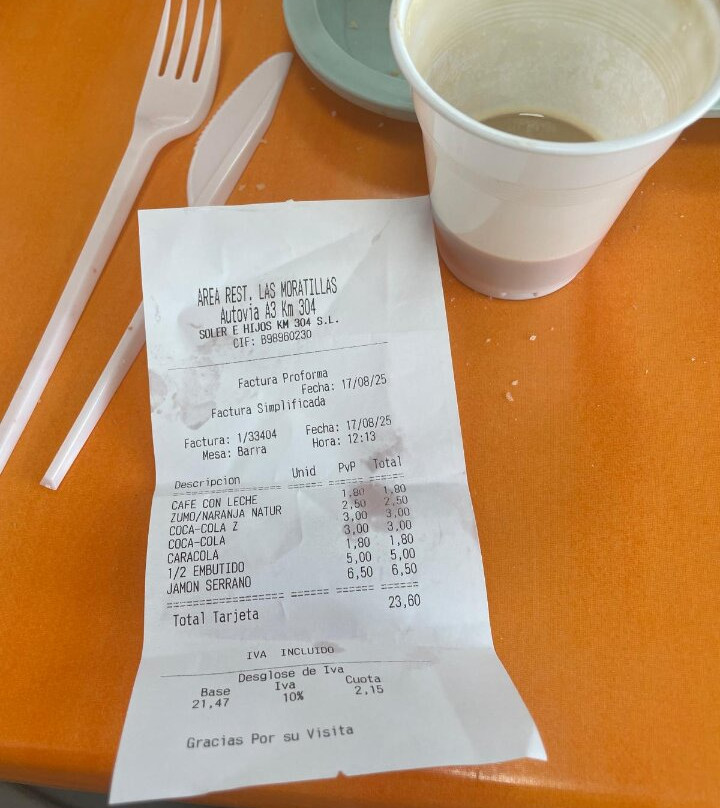 AREA REST. LAS MORATILLAS
Autovia A3 Km 304
SOLER E HIJOS KM 304 S.L.
CIF: B98960230
Factura Proforma
Fecha: 17/08/25
Factura Simplificada
Factura: 1/33404 Fecha: 17/08/25
Mesa: Barra Hora: 12:13
Descripcion Unid PvP Total
CAFE CON LECHE 1,80 1,80
ZUMO/NARANJA NATUR 2,50 2,50
COCA-COLA Z 3,00 3,00
COCA-COLA 3,00 3,00
CARACOLA 1,80 1,80
1/2 EMBUTIDO 5,00 5,00
JAMON SERRANO 6,50 6,50
Total Tarjeta 23,60
IVA INCLUIDO
Desglose de Iva
Base Iva Cuota
21,47 10% 2,15
Gracias Por su Visita